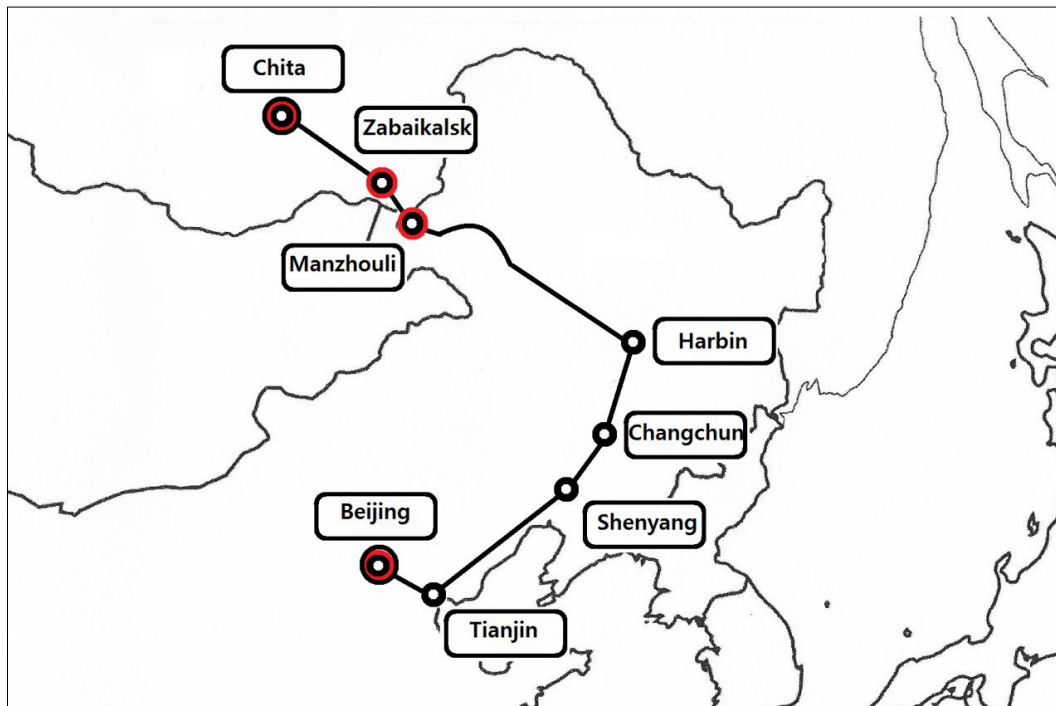 Chita
Zabaikalsk
Manzhouli
Harbin
Changchun
Shenyang
Beijing
Tianjin